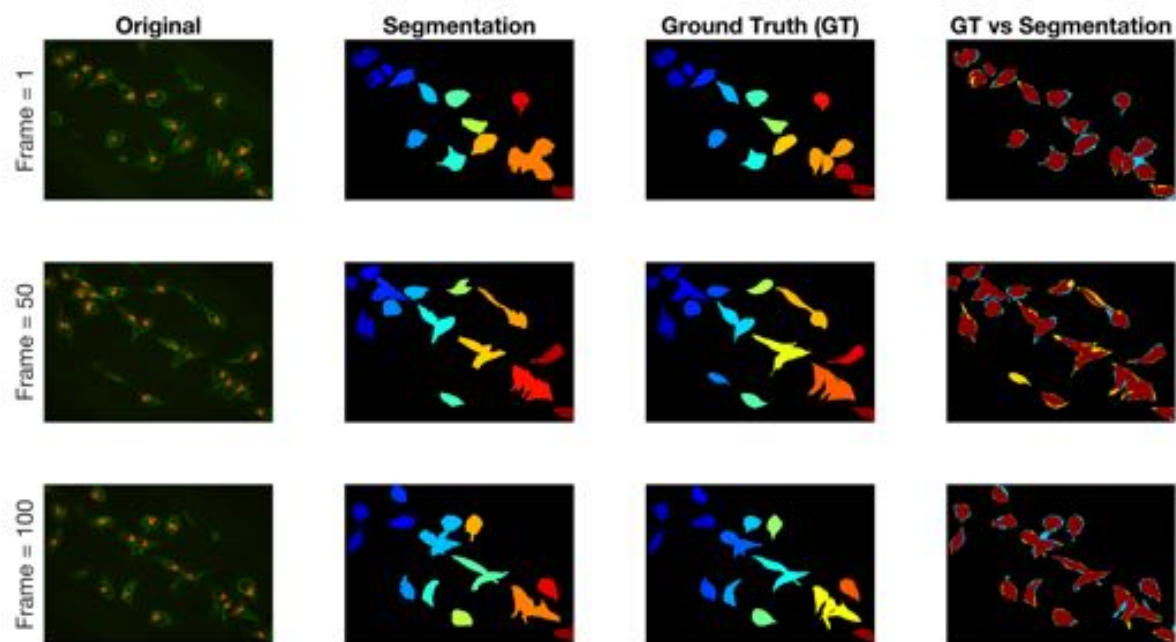 Original Segmentation Ground Truth (GT) GT vs Segmentation
Frame = 1
Frame = 50
Frame = 100